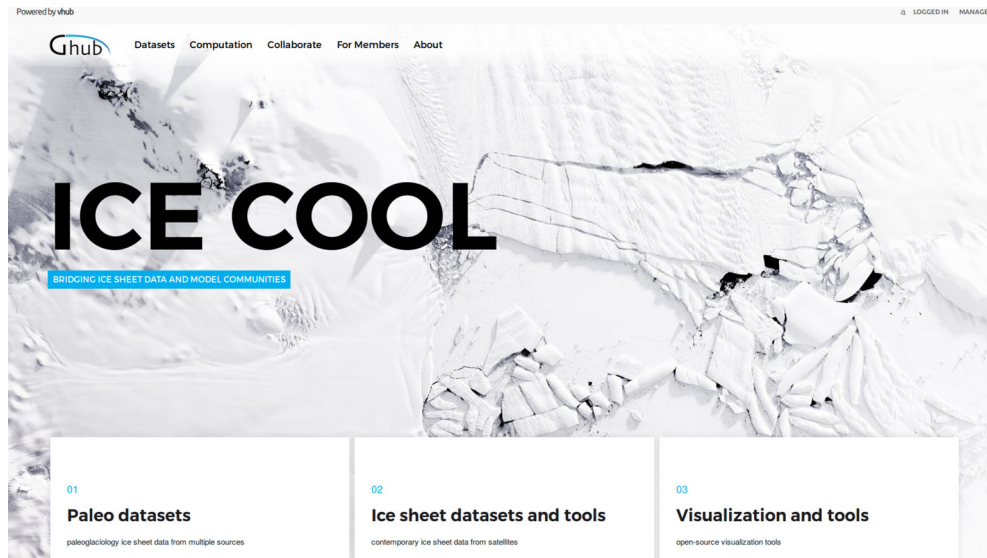 Powered by vhub
LOGGED IN MANAGE
Ghub Datasets Computation Collaborate For Members About
ICE COOL
BRIDGING ICE SHEET DATA AND MODEL COMMUNITIES
01
Paleo datasets
paleoglaciology ice sheet data from multiple sources
02
Ice sheet datasets and tools
contemporary ice sheet data from satellites
03
Visualization and tools
open-source visualization tools